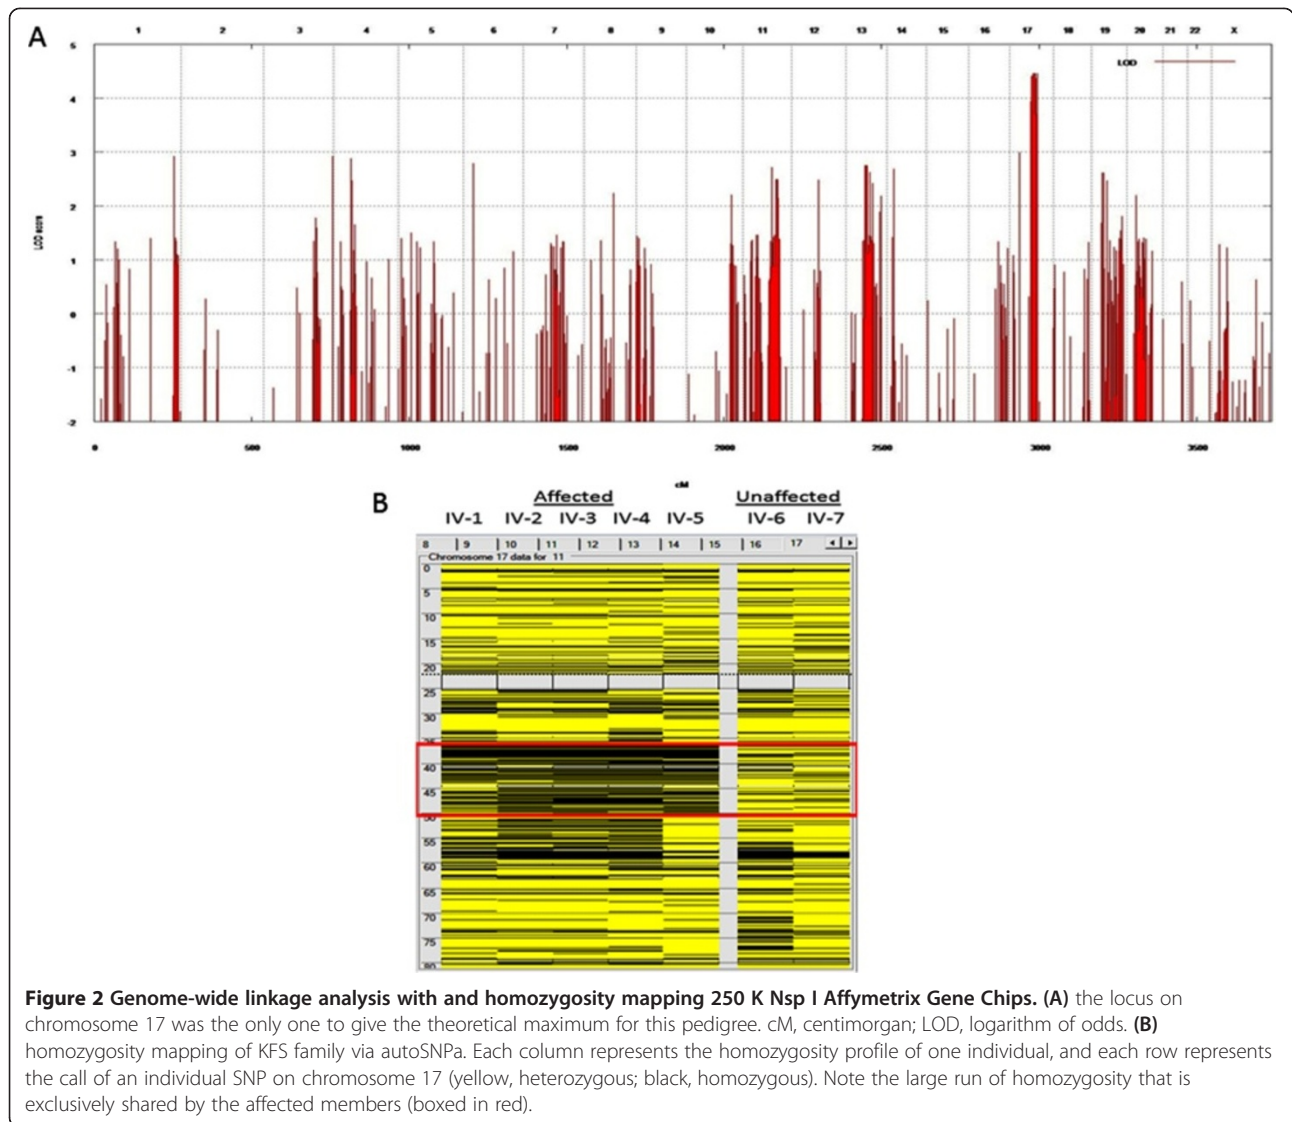 A
1 2 3 4 5 6 7 8 9 10 11 12 13 14 15 16 17 18 19 20 21 22 X
LOD
5
4
3
2
1
0
-1
-2
LOD score
0 500 1000 1500 2000 2500 3000 3500
cM
B
Affected Unaffected
IV-1 IV-2 IV-3 IV-4 IV-5 IV-6 IV-7
8 9 10 11 12 13 14 15 16 17
Chromosome 17 data for 11
0
5
10
15
20
25
30
35
40
45
50
55
60
65
70
75
80
Figure 2 Genome-wide linkage analysis with and homozygosity mapping 250 K Nsp I Affymetrix Gene Chips. (A) the locus on
chromosome 17 was the only one to give the theoretical maximum for this pedigree. cM, centimorgan; LOD, logarithm of odds. (B)
homozygosity mapping of KFS family via autoSNPa. Each column represents the homozygosity profile of one individual, and each row represents
the call of an individual SNP on chromosome 17 (yellow, heterozygous; black, homozygous). Note the large run of homozygosity that is
exclusively shared by the affected members (boxed in red).